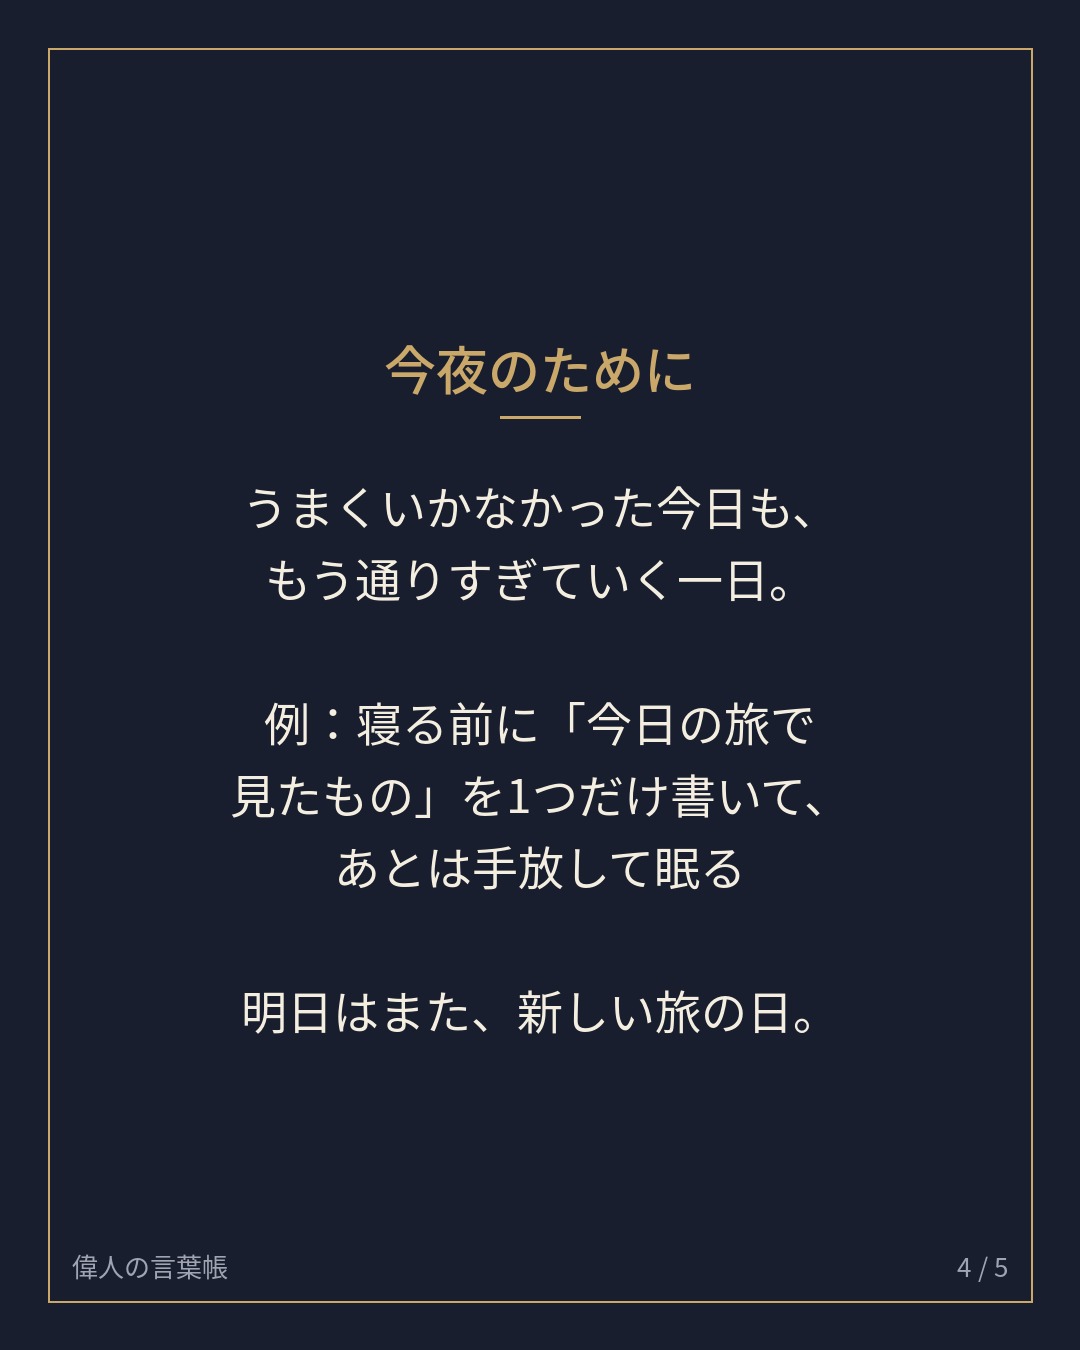 今夜のために
うまくいかなかった今日も、
もう通りすぎていく一日。
例：寝る前に「今日の旅で
見たもの」を1つだけ書いて、
あとは手放して眠る
明日はまた、新しい旅の日。
偉人の言葉帳
4 / 5